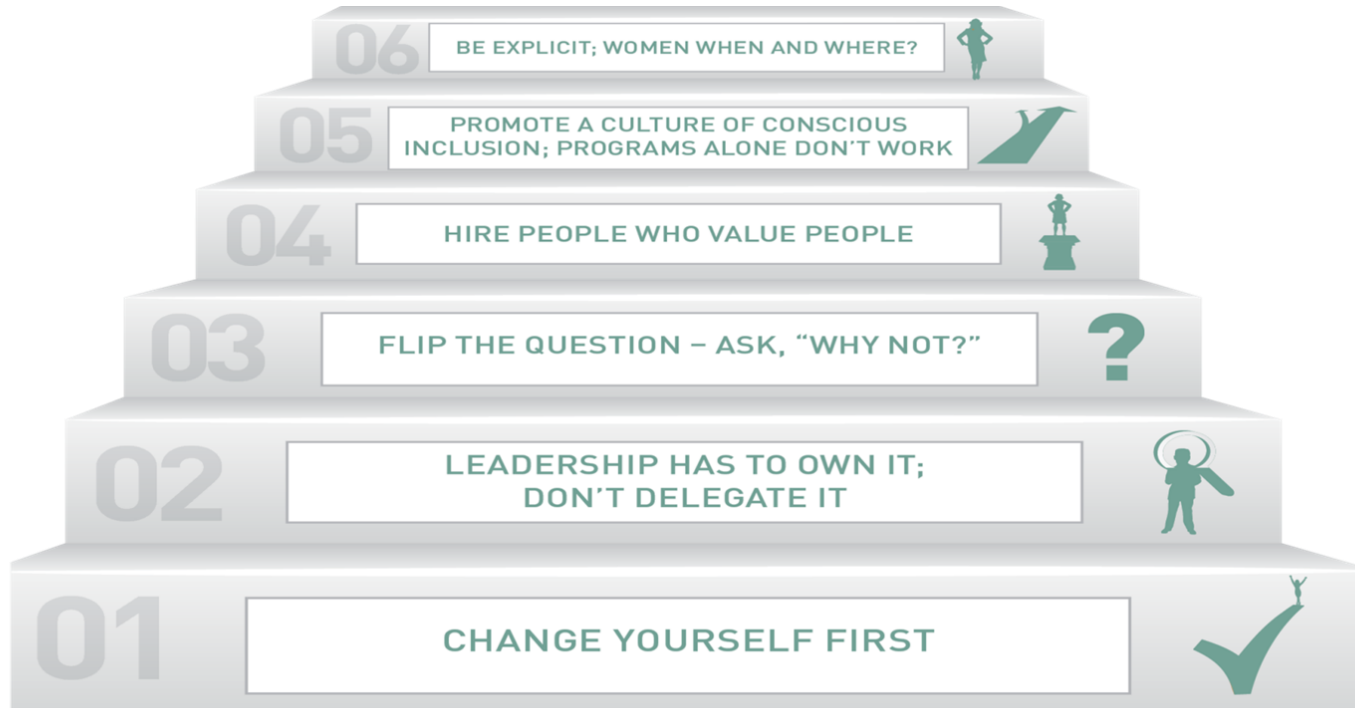 06
BE EXPLICIT; WOMEN WHEN AND WHERE?
05
PROMOTE A CULTURE OF CONSCIOUS
INCLUSION; PROGRAMS ALONE DON'T WORK
04
HIRE PEOPLE WHO VALUE PEOPLE
03
FLIP THE QUESTION – ASK, “WHY NOT?”
?
02
LEADERSHIP HAS TO OWN IT;
DON'T DELEGATE IT
01
CHANGE YOURSELF FIRST